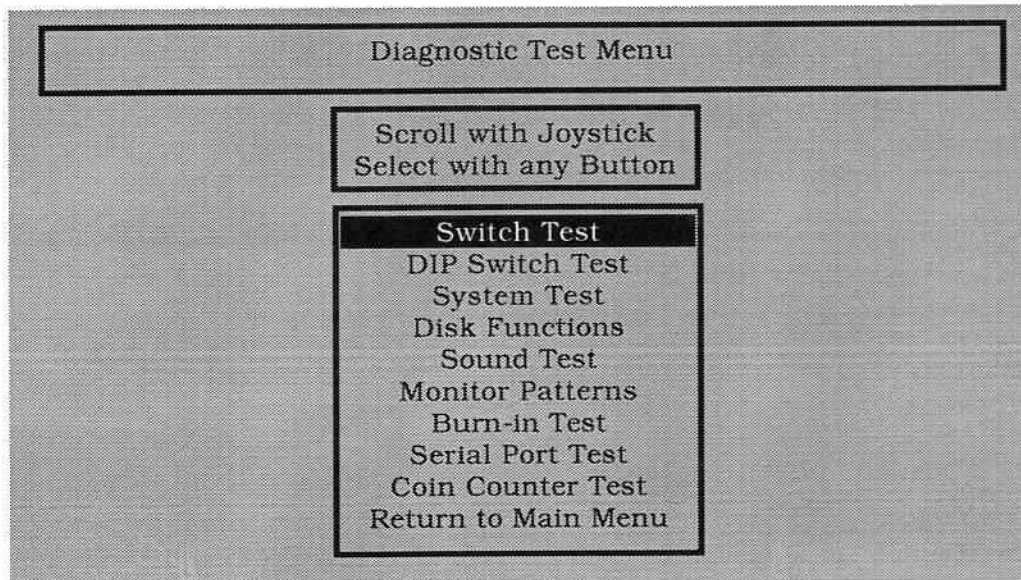 Diagnostic Test Menu
Scroll with Joystick
Select with any Button
Switch Test
DIP Switch Test
System Test
Disk Functions
Sound Test
Monitor Patterns
Burn-in Test
Serial Port Test
Coin Counter Test
Return to Main Menu